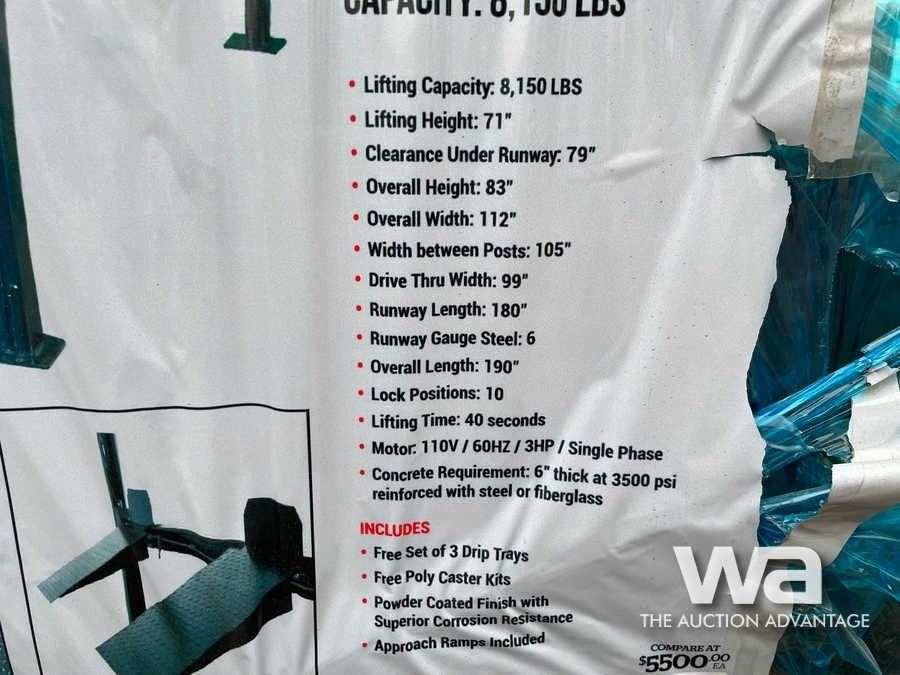 CAPACITY: 8,150 LBS
• Lifting Capacity: 8,150 LBS
• Lifting Height: 71"
• Clearance Under Runway: 79"
• Overall Height: 83"
• Overall Width: 112"
• Width between Posts: 105"
• Drive Thru Width: 99"
• Runway Length: 180"
• Runway Gauge Steel: 6
• Overall Length: 190"
• Lock Positions: 10
• Lifting Time: 40 seconds
• Motor: 110V / 60HZ / 3HP / Single Phase
• Concrete Requirement: 6" thick at 3500 psi
reinforced with steel or fiberglass
INCLUDES
• Free Set of 3 Drip Trays
• Free Poly Caster Kits
• Powder Coated Finish with
Superior Corrosion Resistance
• Approach Ramps Included
wa
THE AUCTION ADVANTAGE
COMPARE AT
$5500.00
EA